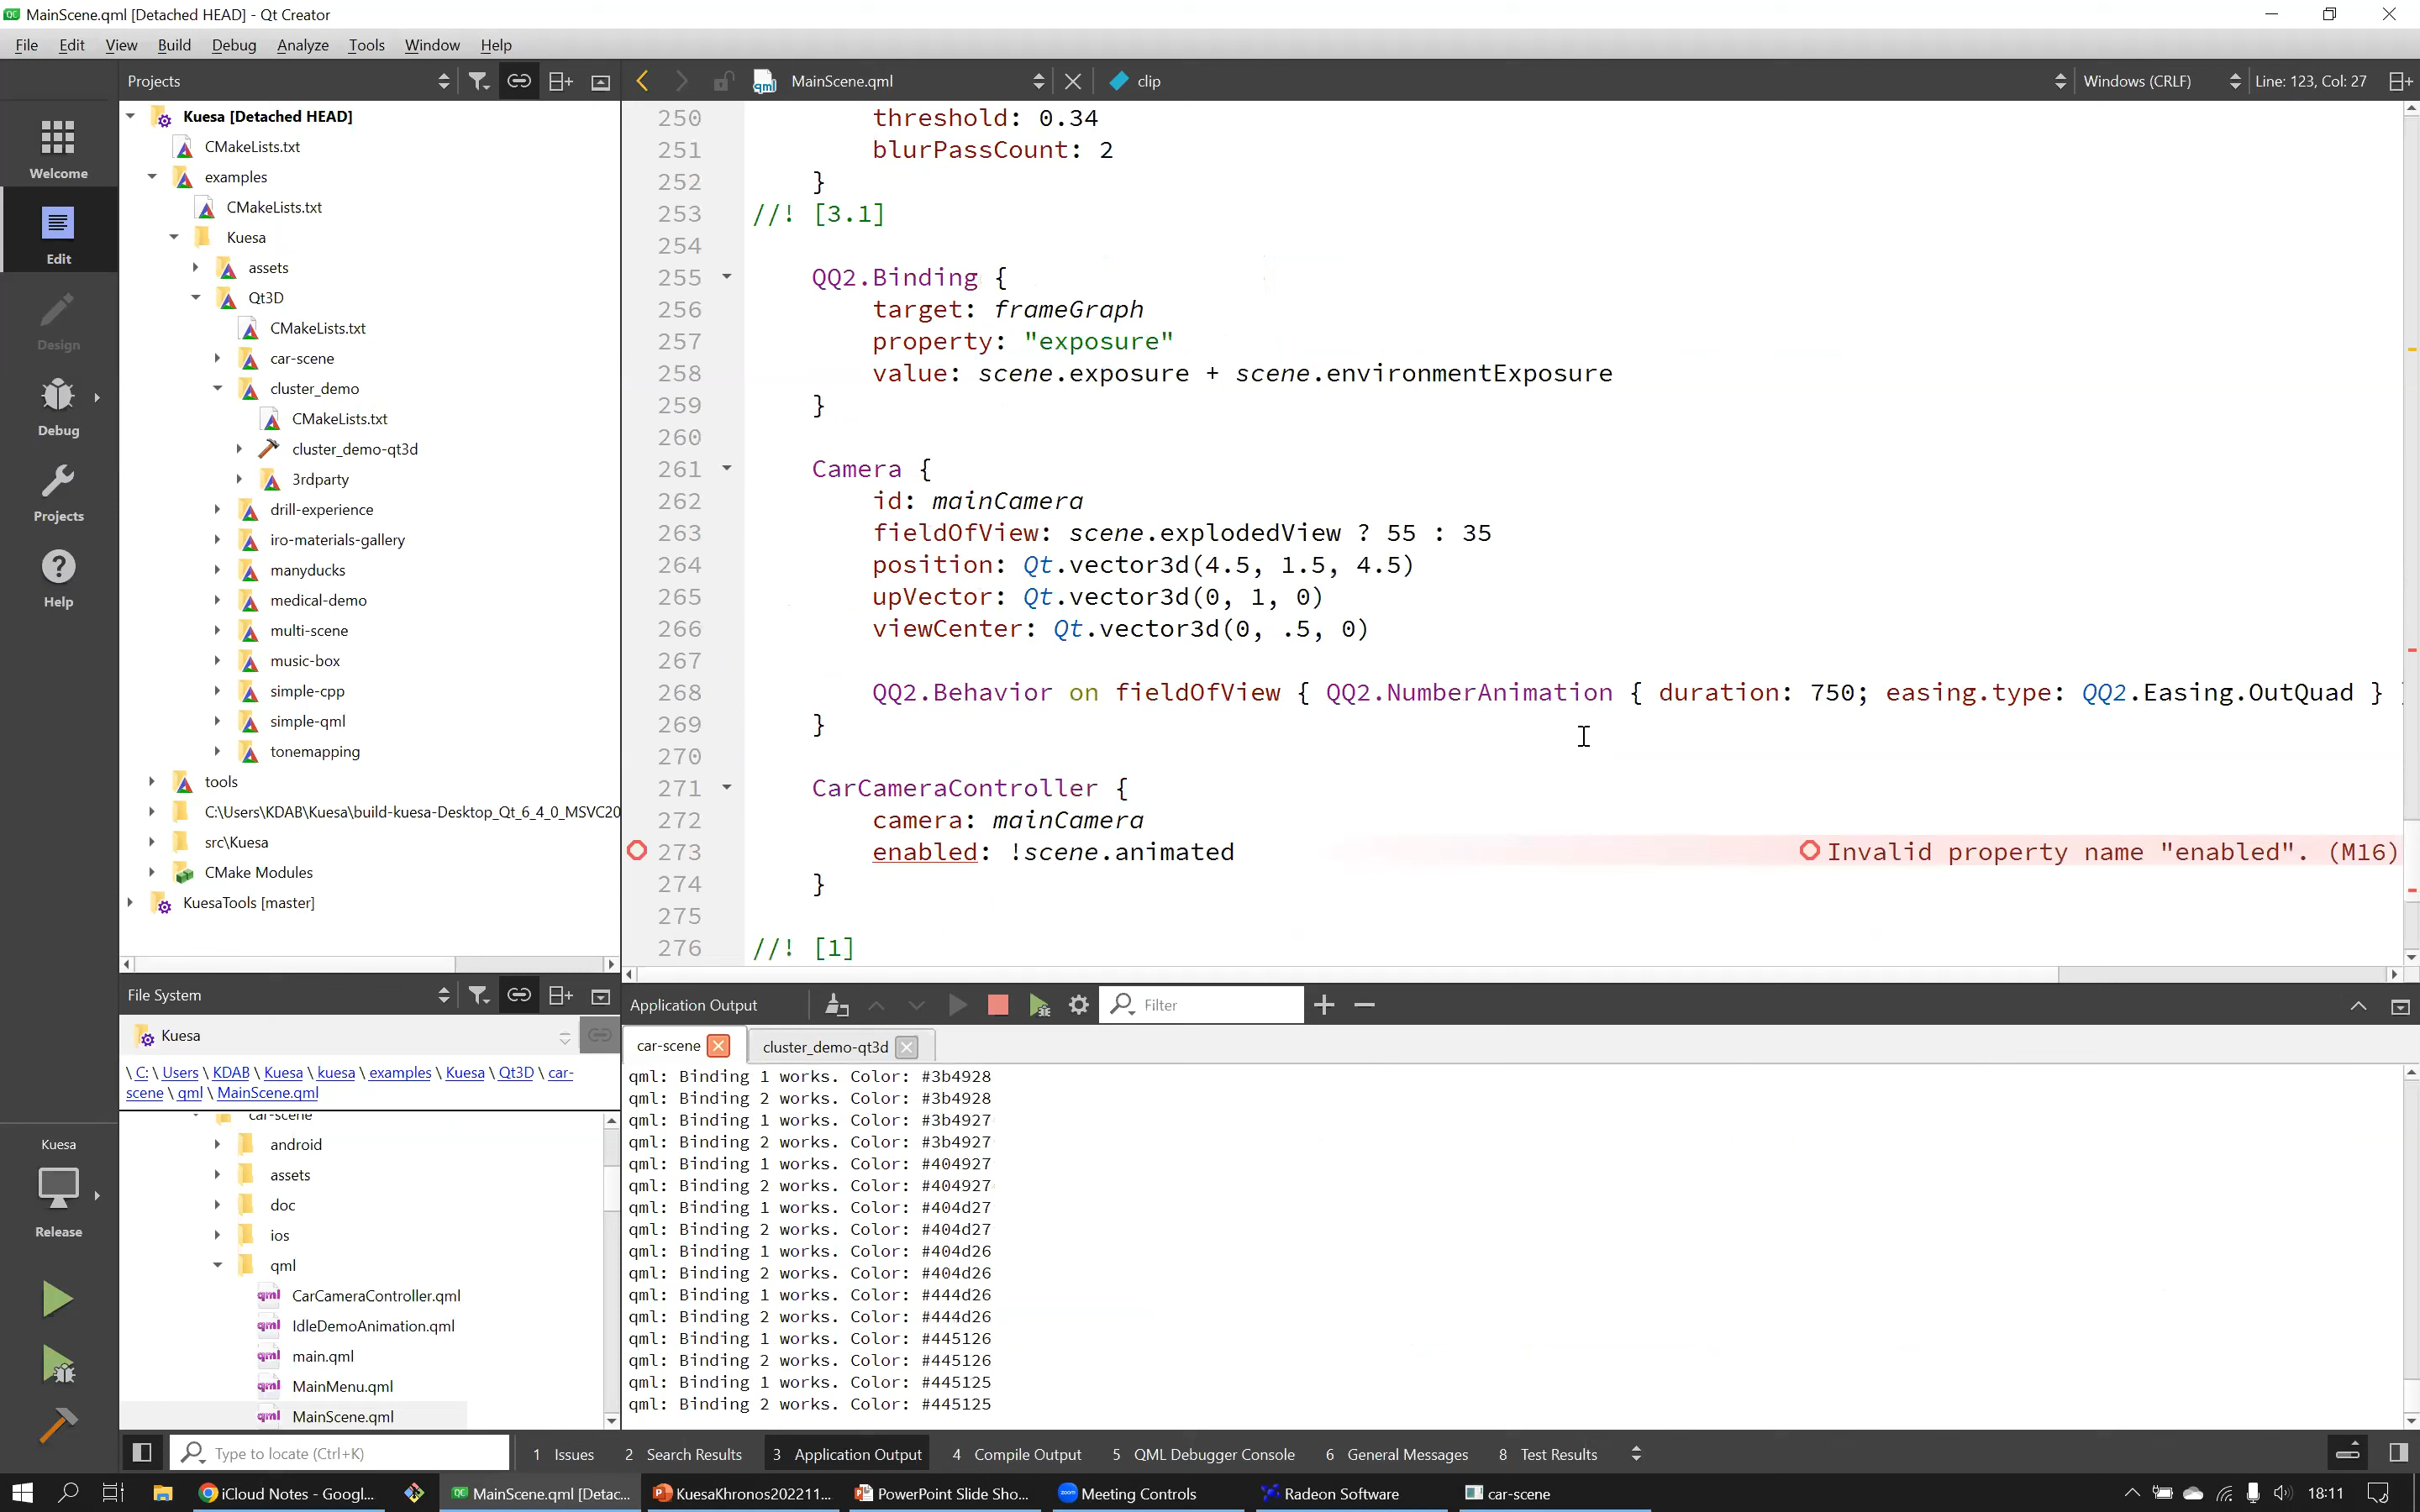 MainScene.qml [Detached HEAD] - Qt Creator
File Edit View Build Debug Analyze Tools Window Help
Projects
MainScene.qml
clip
Windows (CRLF)
Line: 123, Col: 27
Welcome
Edit
Design
Debug
Projects
Help
Kuesa
Release
Kuesa [Detached HEAD]
CMakeLists.txt
examples
CMakeLists.txt
Kuesa
assets
Qt3D
CMakeLists.txt
car-scene
cluster_demo
CMakeLists.txt
cluster_demo-qt3d
3rdparty
drill-experience
iro-materials-gallery
manyducks
medical-demo
multi-scene
music-box
simple-cpp
simple-qml
tonemapping
tools
C:\Users\KDAB\Kuesa\build-kuesa-Desktop_Qt_6_4_0_MSVC20
src\Kuesa
CMake Modules
KuesaTools [master]
250 threshold: 0.34
251 blurPassCount: 2
252 }
253 //! [3.1]
254
255 QQ2.Binding {
256 target: frameGraph
257 property: "exposure"
258 value: scene.exposure + scene.environmentExposure
259 }
260
261 Camera {
262 id: mainCamera
263 fieldOfView: scene.explodedView ? 55 : 35
264 position: Qt.vector3d(4.5, 1.5, 4.5)
265 upVector: Qt.vector3d(0, 1, 0)
266 viewCenter: Qt.vector3d(0, .5, 0)
267
268 QQ2.Behavior on fieldOfView { QQ2.NumberAnimation { duration: 750; easing.type: QQ2.Easing.OutQuad }
269 }
270
271 CarCameraController {
272 camera: mainCamera
273 enabled: !scene.animated Invalid property name "enabled". (M16)
274 }
275
276 //! [1]
File System
Kuesa
\ C: \ Users \ KDAB \ Kuesa \ kuesa \ examples \ Kuesa \ Qt3D \ car-
scene \ qml \ MainScene.qml
car-scene
android
assets
doc
ios
qml
CarCameraController.qml
IdleDemoAnimation.qml
main.qml
MainMenu.qml
MainScene.qml
Application Output
Filter
car-scene
cluster_demo-qt3d
qml: Binding 1 works. Color: #3b4928
qml: Binding 2 works. Color: #3b4928
qml: Binding 1 works. Color: #3b4927
qml: Binding 2 works. Color: #3b4927
qml: Binding 1 works. Color: #404927
qml: Binding 2 works. Color: #404927
qml: Binding 1 works. Color: #404d27
qml: Binding 2 works. Color: #404d27
qml: Binding 1 works. Color: #404d26
qml: Binding 2 works. Color: #404d26
qml: Binding 1 works. Color: #444d26
qml: Binding 2 works. Color: #444d26
qml: Binding 1 works. Color: #445126
qml: Binding 2 works. Color: #445126
qml: Binding 1 works. Color: #445125
qml: Binding 2 works. Color: #445125
Type to locate (Ctrl+K)
1 Issues 2 Search Results 3 Application Output 4 Compile Output 5 QML Debugger Console 6 General Messages 8 Test Results
iCloud Notes - Googl...
MainScene.qml [Detac...
KuesaKhronos202211...
PowerPoint Slide Sho...
Meeting Controls
Radeon Software
car-scene
18:11